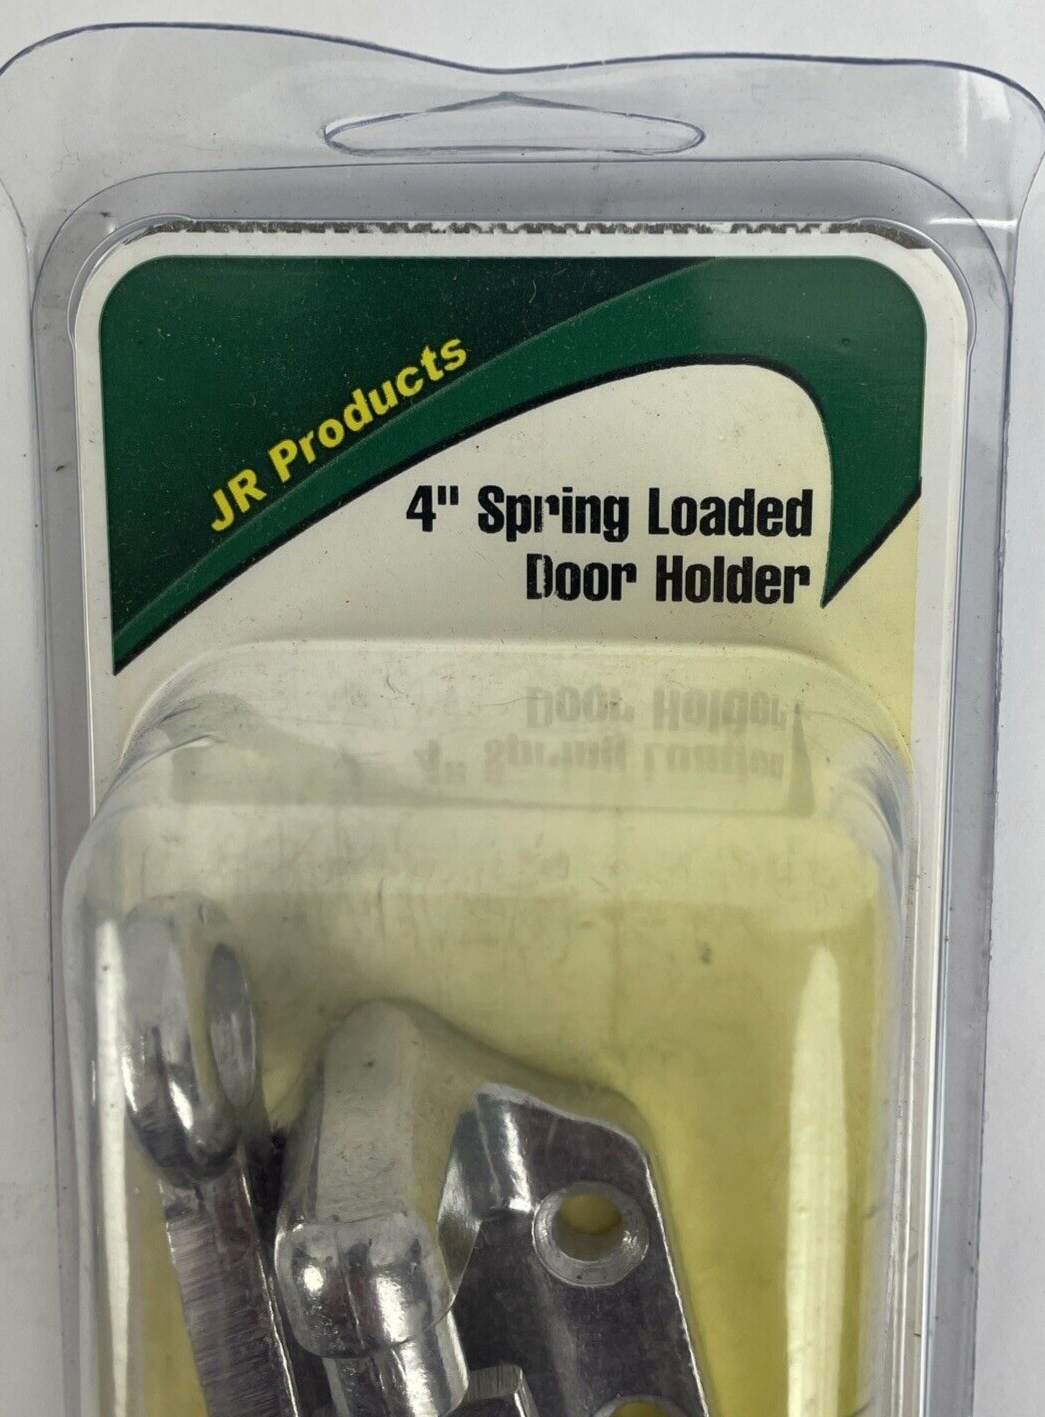 JR Products
4" Spring Loaded
Door Holder